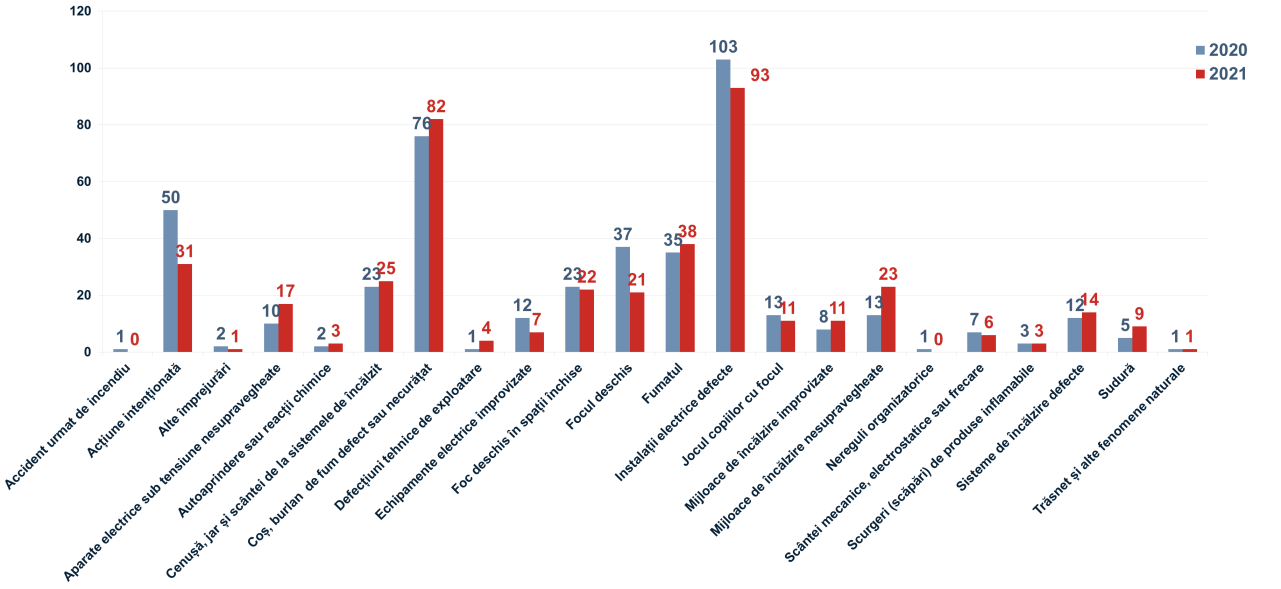 120
100
80
60
40
20
0
2020
2021
1 0
50 31
2 1
10 17
2 3
23 25
76 82
1 4
12 7
23 22
37 21
35 38
103 93
13 11
8 11
13 23
1 0
7 6
3 3
12 14
5 9
1 1
Accident urmat de incendiu
Acțiune intenționată
Alte împrejurări
Aparate electrice sub tensiune nesupravegheate
Autoaprindere sau reacții chimice
Cenușă, jar și scântei de la sistemele de încălzit
Coș, burlan de fum defect sau necurățat
Defecțiuni tehnice de exploatare
Echipamente electrice improvizate
Foc deschis în spații închise
Focul deschis
Fumatul
Instalații electrice defecte
Jocul copiilor cu focul
Mijloace de încălzire improvizate
Mijloace de încălzire nesupravegheate
Nereguli organizatorice
Scântei mecanice, electrostatice sau frecare
Scurgeri (scăpări) de produse inflamabile
Sisteme de încălzire defecte
Sudură
Trăsnet și alte fenomene naturale